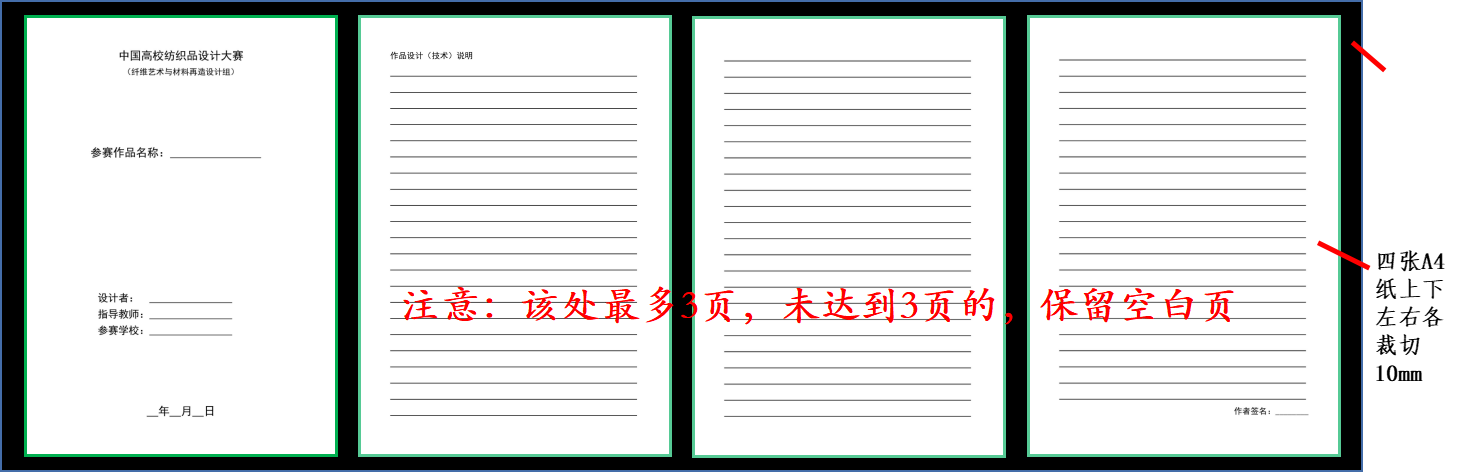 中国高校纺织品设计大赛
（纤维艺术与材料再造设计组）
参赛作品名称：
设计者：
指导教师：
参赛学校：
__年__月__日
作品设计（技术）说明
注意：该处最多3页，未达到3页的，保留空白页
作者签名：
四张A4
纸上下
左右各
裁切
10mm